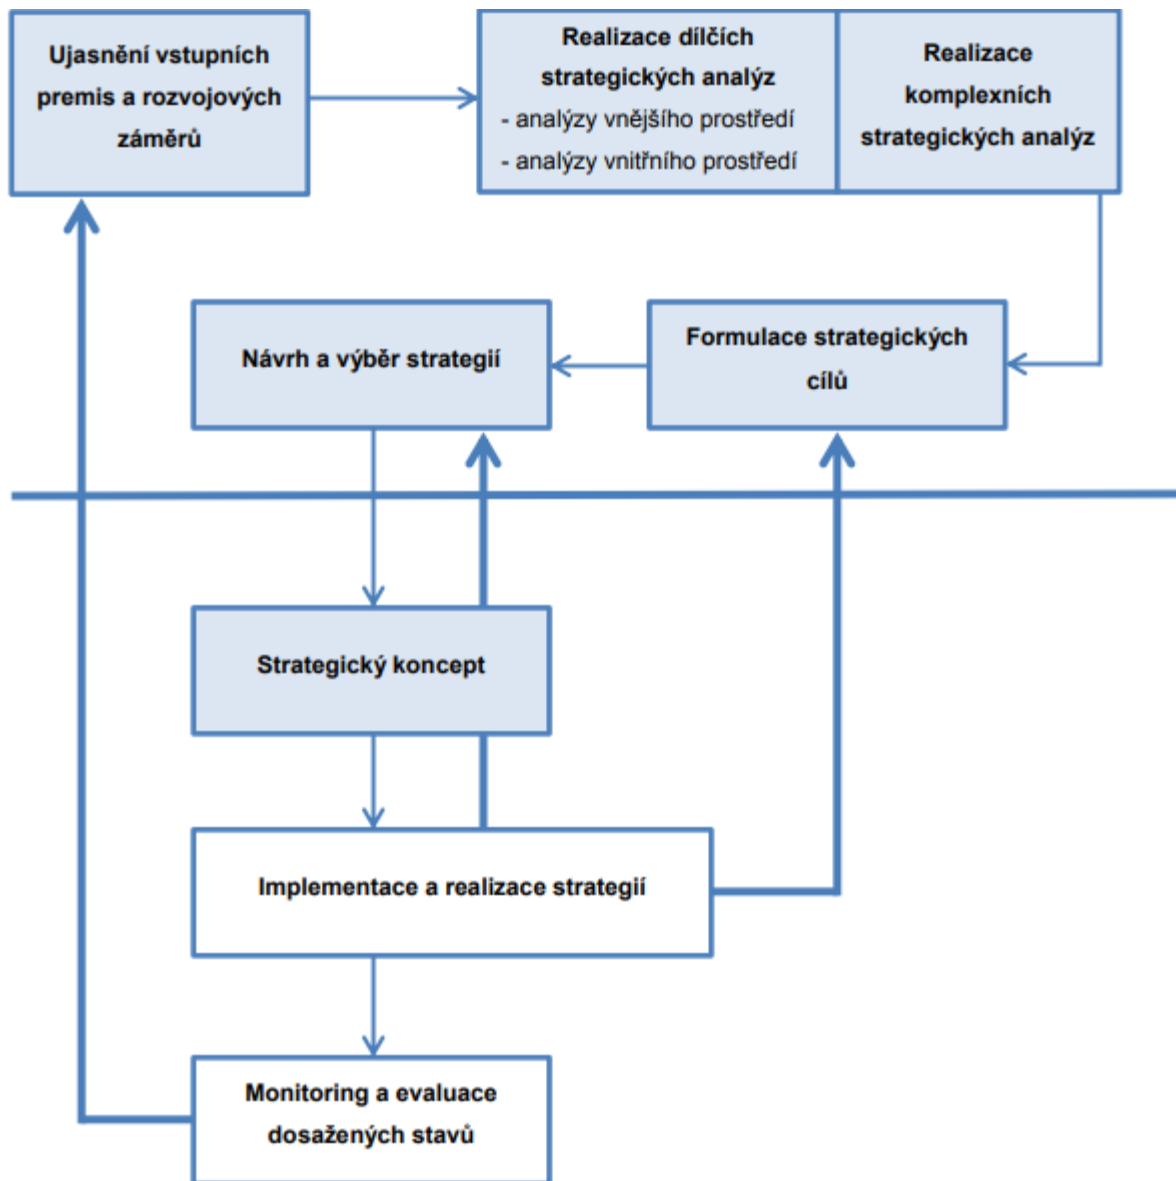 Ujasnění vstupních
premis a rozvojových
záměrů
Realizace dílčích
strategických analýz
- analýzy vnějšího prostředí
- analýzy vnitřního prostředí
Realizace
komplexních
strategických analýz
Návrh a výběr strategií
Formulace strategických
cílů
Strategický koncept
Implementace a realizace strategií
Monitoring a evaluace
dosažených stavů